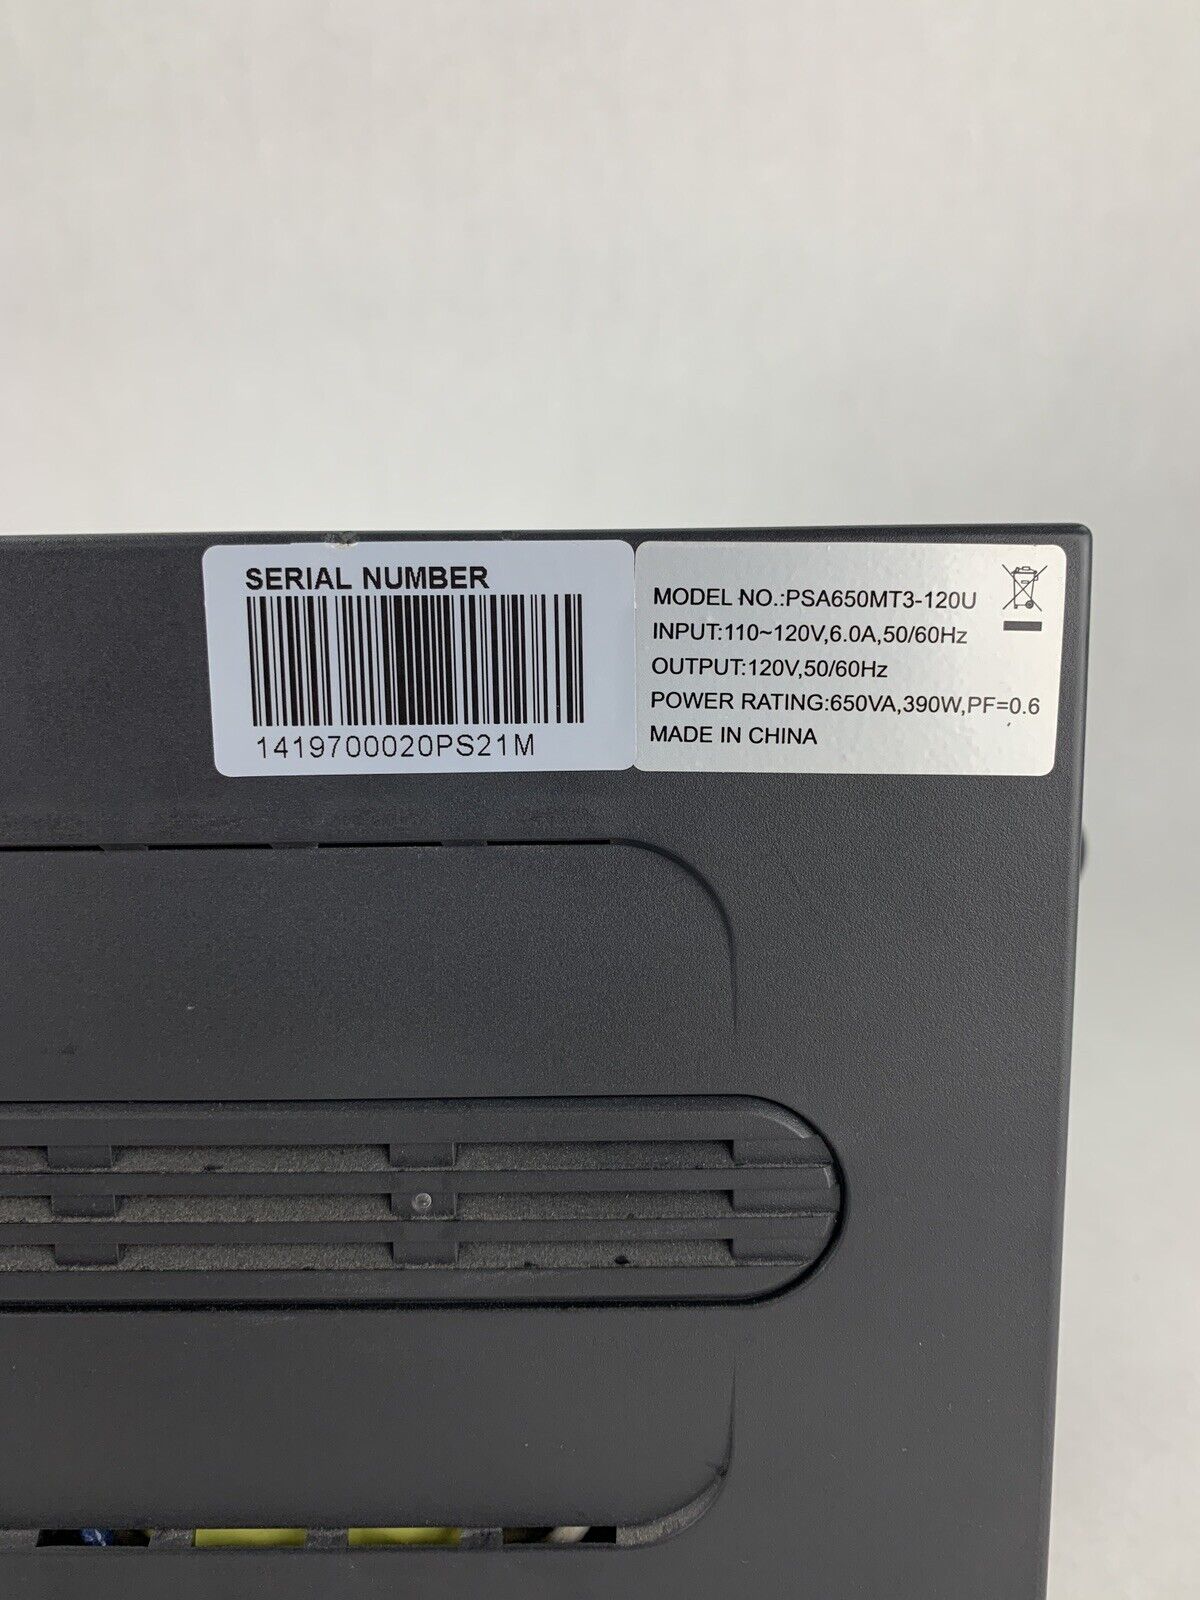 SERIAL NUMBER
1419700020PS21M
MODEL NO.:PSA650MT3-120U
INPUT:110~120V,6.0A,50/60Hz
OUTPUT:120V,50/60Hz
POWER RATING:650VA,390W,PF=0.6
MADE IN CHINA